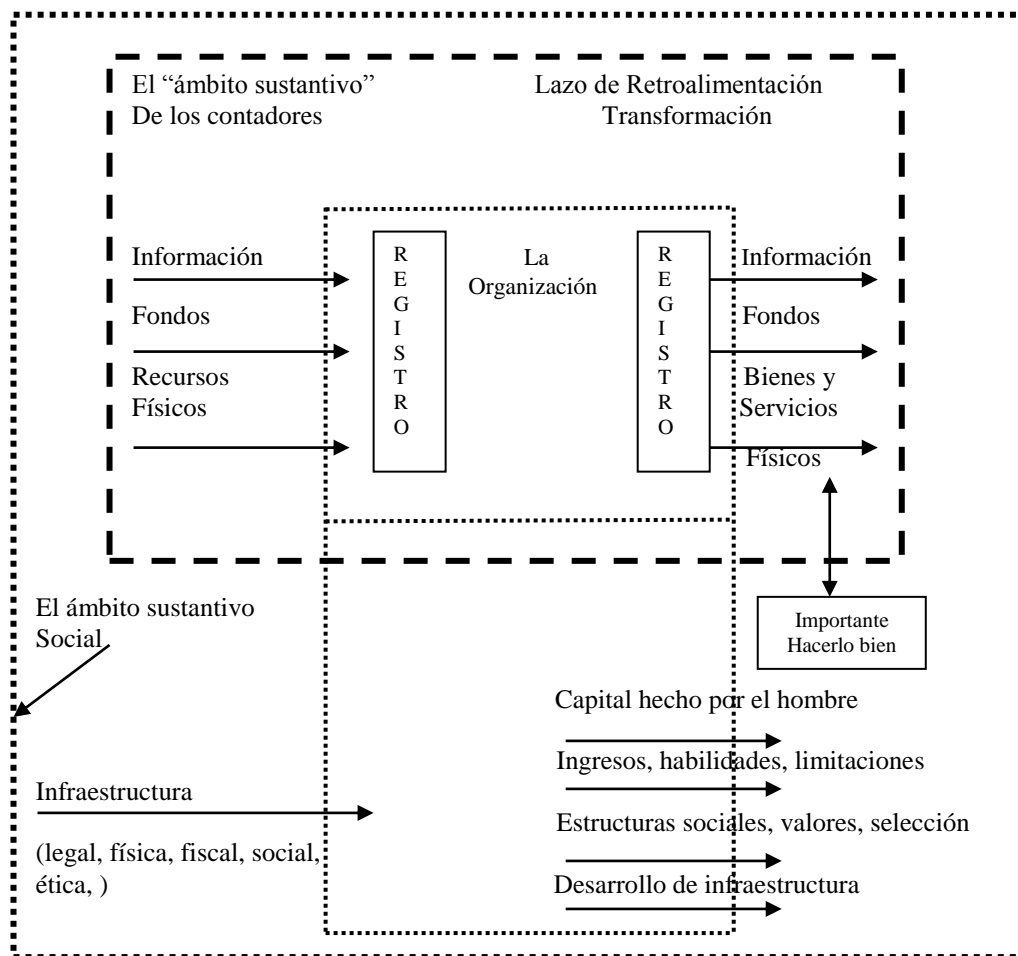 El “ámbito sustantivo”
De los contadores
Lazo de Retroalimentación
Transformación
Información
Fondos
Recursos
Físicos
R
E
G
I
S
T
R
O
La
Organización
R
E
G
I
S
T
R
O
Información
Fondos
Bienes y
Servicios
Físicos
El ámbito sustantivo
Social
Importante
Hacerlo bien
Capital hecho por el hombre
Ingresos, habilidades, limitaciones
Infraestructura
(legal, física, fiscal, social,
ética, )
Estructuras sociales, valores, selección
Desarrollo de infraestructura